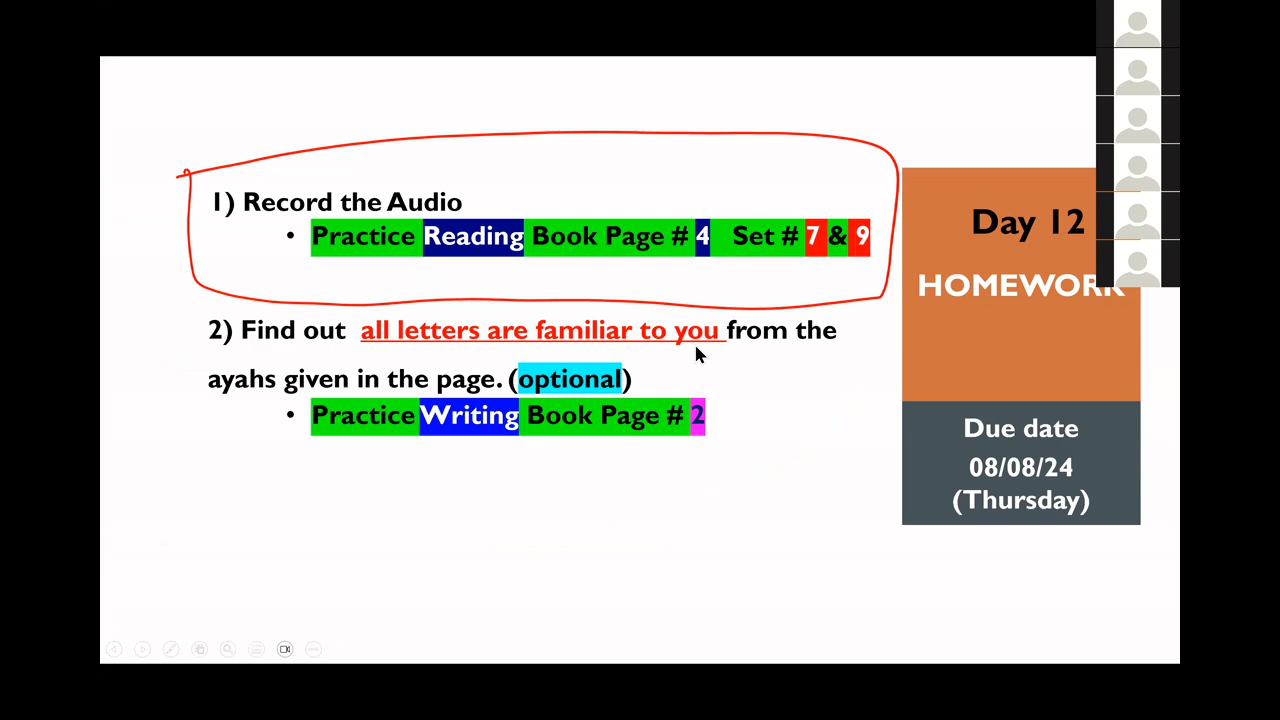 1) Record the Audio
• Practice Reading Book Page # 4 Set # 7 & 9
2) Find out all letters are familiar to you from the
ayahs given in the page. (optional)
• Practice Writing Book Page # 2
Day 12
HOMEWORK
Due date
08/08/24
(Thursday)